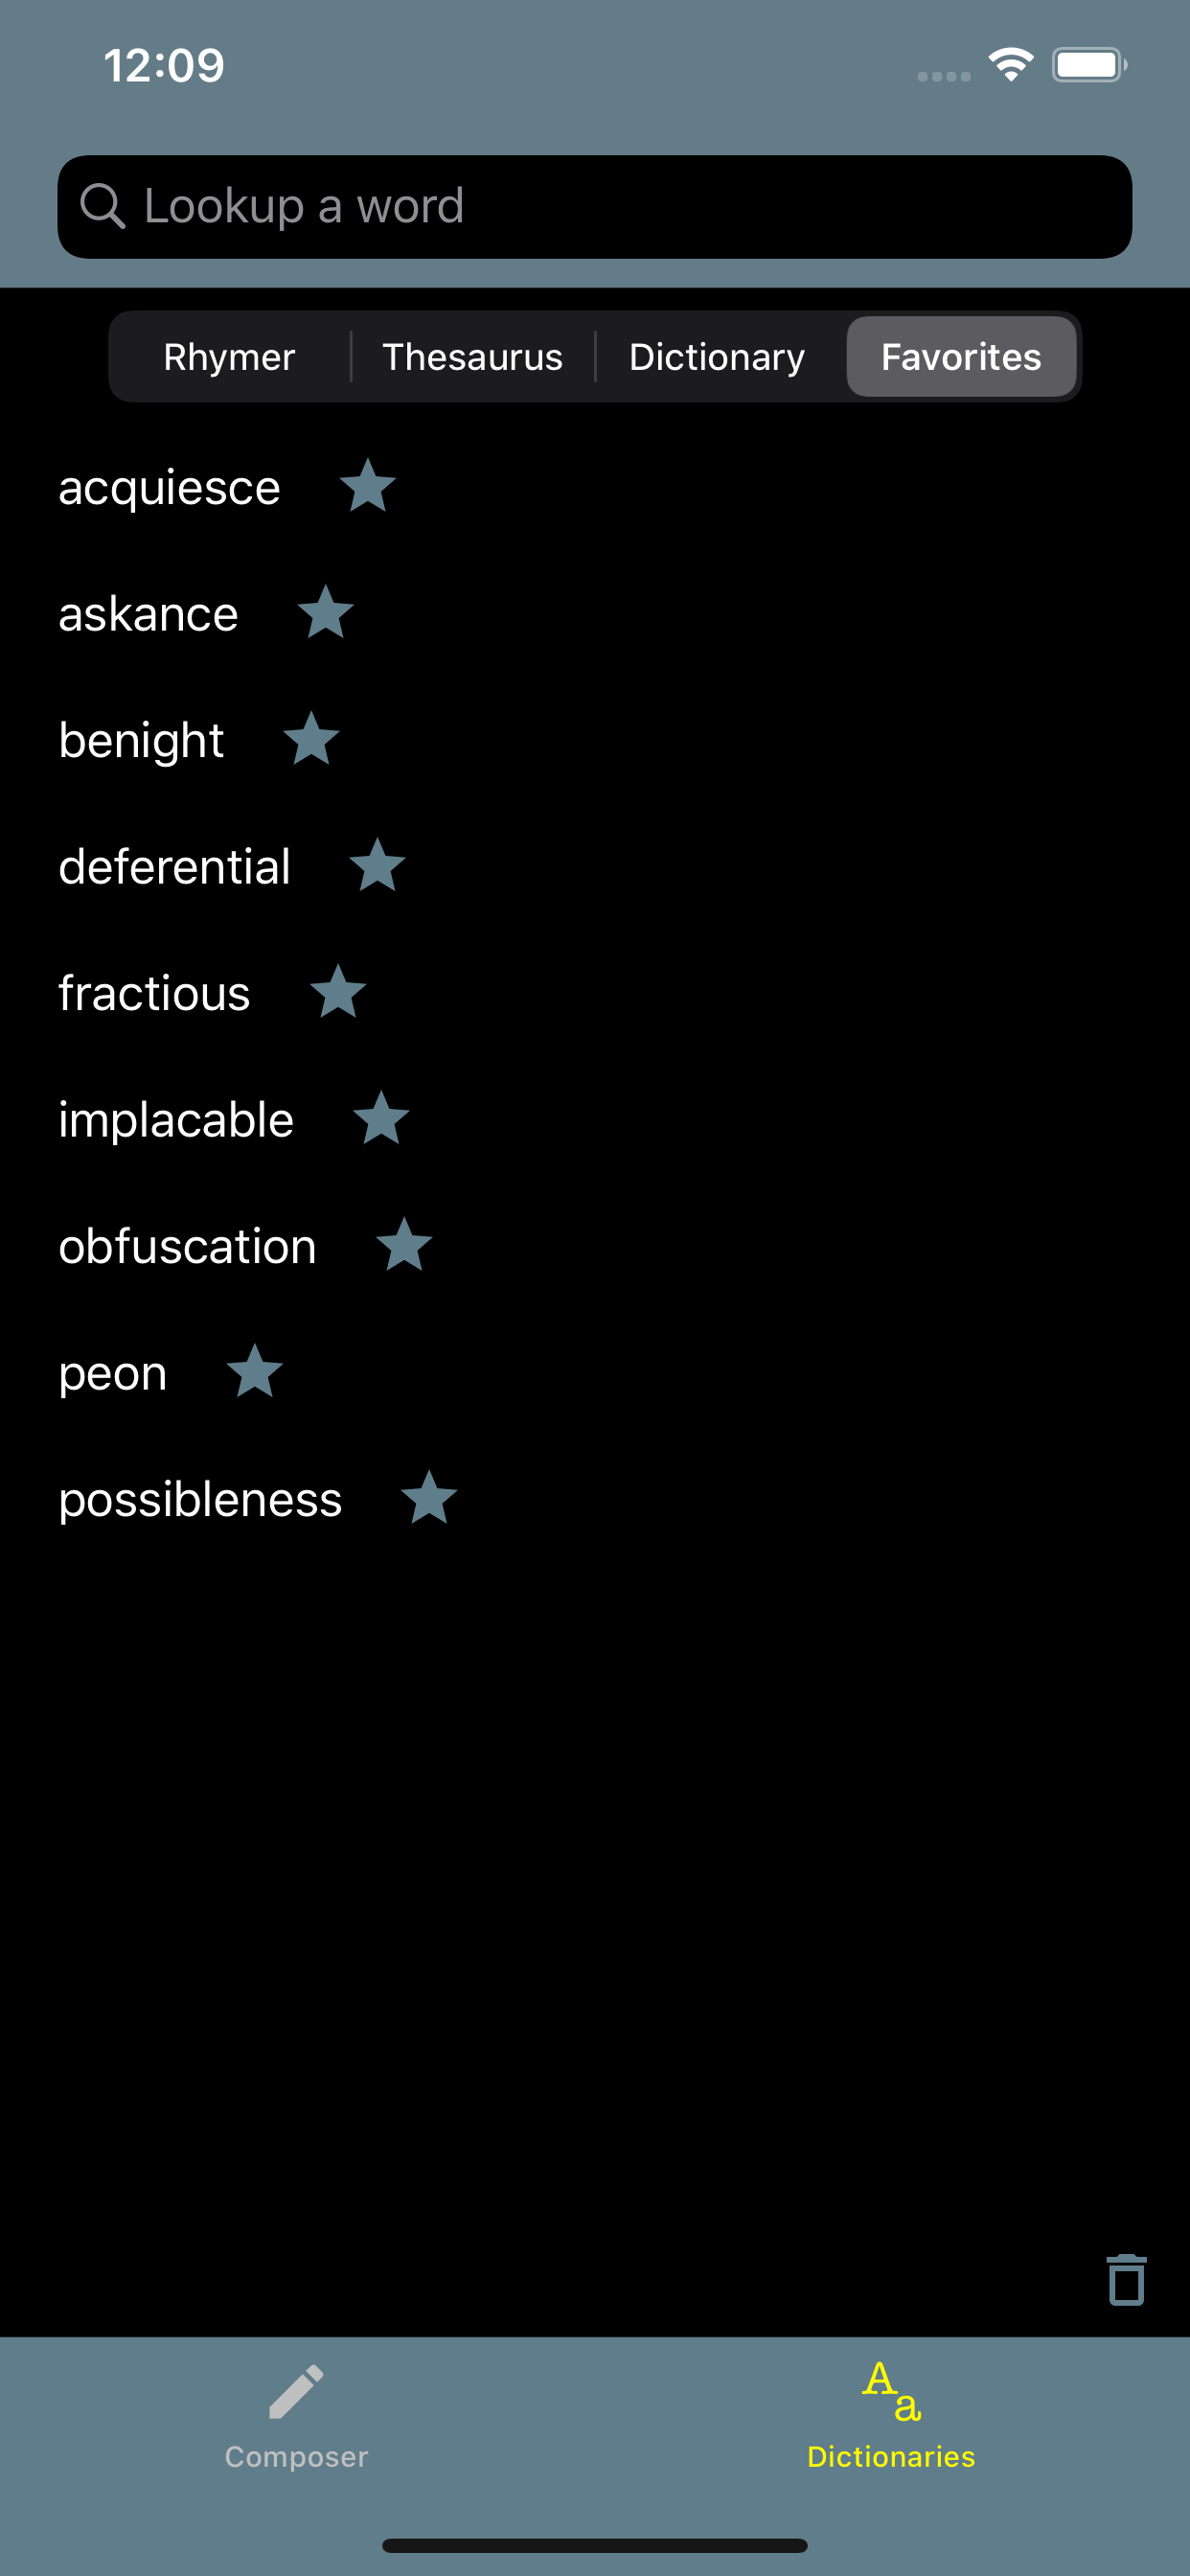 12:09
Lookup a word
Rhymer Thesaurus Dictionary Favorites
acquiesce
askance
benight
deferential
fractious
implacable
obfuscation
peon
possibleness
Aa
Composer Dictionaries